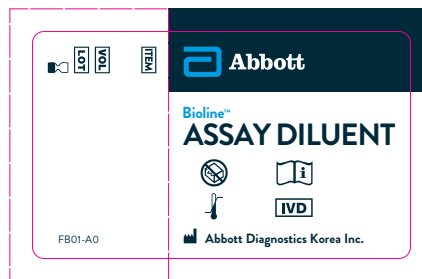 LOT
VOL
ITEM
Abbott
Bioline™
ASSAY DILUENT
i
IVD
Abbott Diagnostics Korea Inc.
FB01-A0